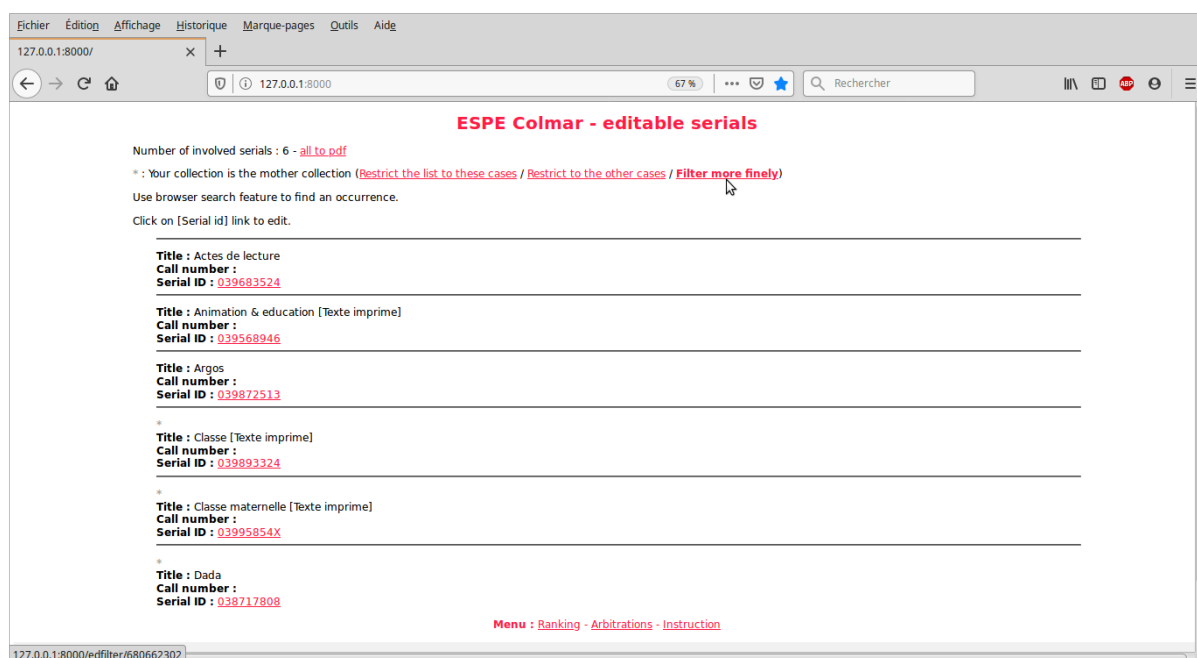 Fichier Édition Affichage Historique Marque-pages Outils Aide
127.0.0.1:8000/
127.0.0.1:8000 67 % Rechercher ABP
ESPE Colmar - editable serials
Number of involved serials : 6 - all to pdf
* : Your collection is the mother collection (Restrict the list to these cases / Restrict to the other cases / Filter more finely)
Use browser search feature to find an occurrence.
Click on [Serial id] link to edit.
Title : Actes de lecture
Call number :
Serial ID : 039683524
Title : Animation & education [Texte imprime]
Call number :
Serial ID : 039568946
Title : Argos
Call number :
Serial ID : 039872513
*
Title : Classe [Texte imprime]
Call number :
Serial ID : 039893324
*
Title : Classe maternelle [Texte imprime]
Call number :
Serial ID : 03995854X
*
Title : Dada
Call number :
Serial ID : 038717808
Menu : Ranking - Arbitrations - Instruction
127.0.0.1:8000/edfilter/680662302